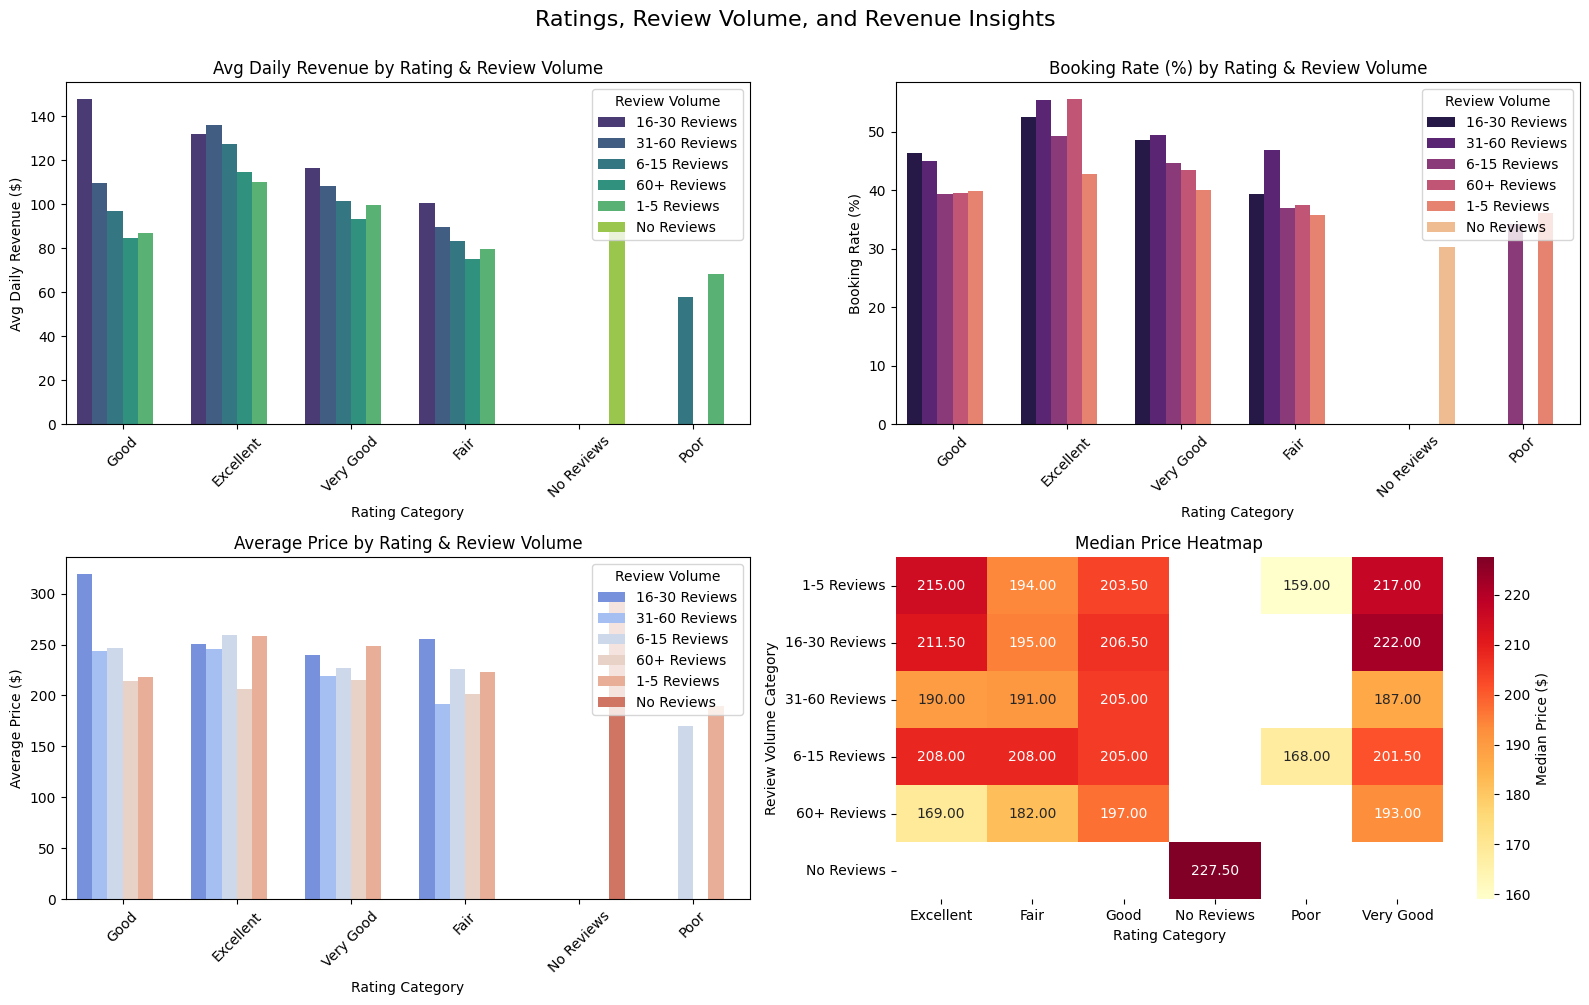 Ratings, Review Volume, and Revenue Insights
Avg Daily Revenue by Rating & Review Volume
Avg Daily Revenue ($)
140
120
100
80
60
40
20
0
Review Volume
16-30 Reviews
31-60 Reviews
6-15 Reviews
60+ Reviews
1-5 Reviews
No Reviews
Good
Excellent
Very Good
Fair
No Reviews
Poor
Rating Category
Booking Rate (%) by Rating & Review Volume
Booking Rate (%)
50
40
30
20
10
0
Review Volume
16-30 Reviews
31-60 Reviews
6-15 Reviews
60+ Reviews
1-5 Reviews
No Reviews
Good
Excellent
Very Good
Fair
No Reviews
Poor
Rating Category
Average Price by Rating & Review Volume
Average Price ($)
300
250
200
150
100
50
0
Review Volume
16-30 Reviews
31-60 Reviews
6-15 Reviews
60+ Reviews
1-5 Reviews
No Reviews
Good
Excellent
Very Good
Fair
No Reviews
Poor
Rating Category
Median Price Heatmap
Review Volume Category
1-5 Reviews 215.00 194.00 203.50 159.00 217.00
16-30 Reviews 211.50 195.00 206.50 222.00
31-60 Reviews 190.00 191.00 205.00 187.00
6-15 Reviews 208.00 208.00 205.00 168.00 201.50
60+ Reviews 169.00 182.00 197.00 193.00
No Reviews 227.50
Excellent Fair Good No Reviews Poor Very Good
Rating Category
220
210
200
190
180
170
160
Median Price ($)